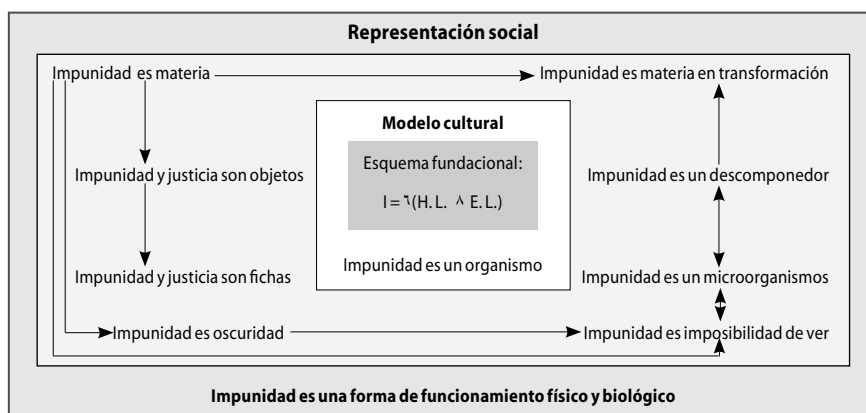 Representación social
Impunidad es materia
Impunidad es materia en transformación
Modelo cultural
Esquema fundacional:
Impunidad y justicia son objetos
Impunidad es un descomponedor
I = ٦(H. L. ٨ E. L.)
Impunidad es un organismo
Impunidad y justicia son fichas
Impunidad es un microorganismos
Impunidad es oscuridad
Impunidad es imposibilidad de ver
Impunidad es una forma de funcionamiento físico y biológico